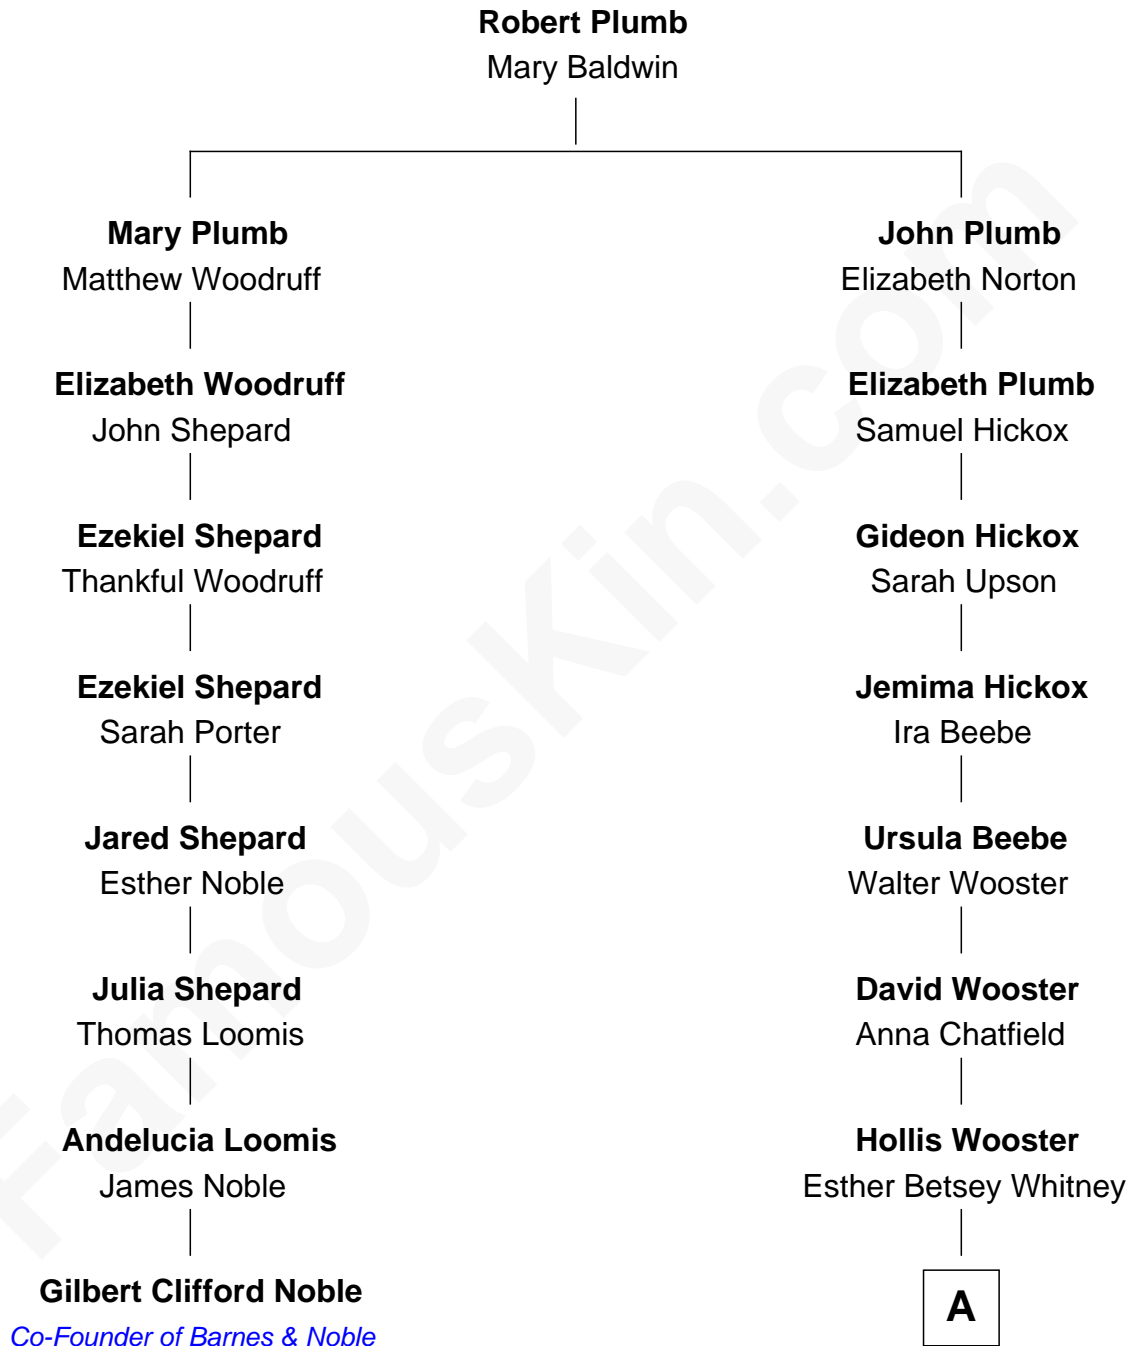 Robert Plumb
Mary Baldwin
Mary Plumb
Matthew Woodruff
John Plumb
Elizabeth Norton
Elizabeth Woodruff
John Shepard
Elizabeth Plumb
Samuel Hickox
Ezekiel Shepard
Thankful Woodruff
Gideon Hickox
Sarah Upson
Ezekiel Shepard
Sarah Porter
Jemima Hickox
Ira Beebe
Jared Shepard
Esther Noble
Ursula Beebe
Walter Wooster
Julia Shepard
Thomas Loomis
David Wooster
Anna Chatfield
Andelucia Loomis
James Noble
Hollis Wooster
Esther Betsey Whitney
Gilbert Clifford Noble
Co-Founder of Barnes & Noble
A
FamousKin.com